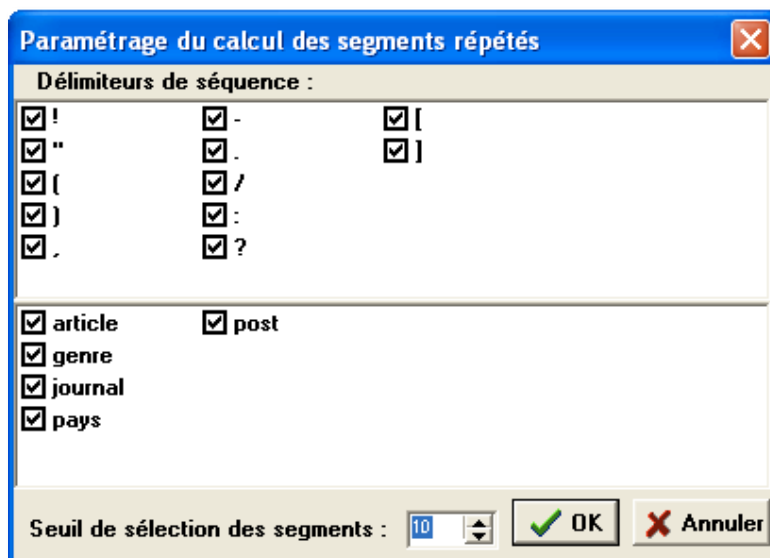 Paramétrage du calcul des segments répétés
Délimiteurs de séquence :
! - [
" . ]
( /
) :
, ?
article post
genre
journal
pays
Seuil de sélection des segments : 10 OK Annuler